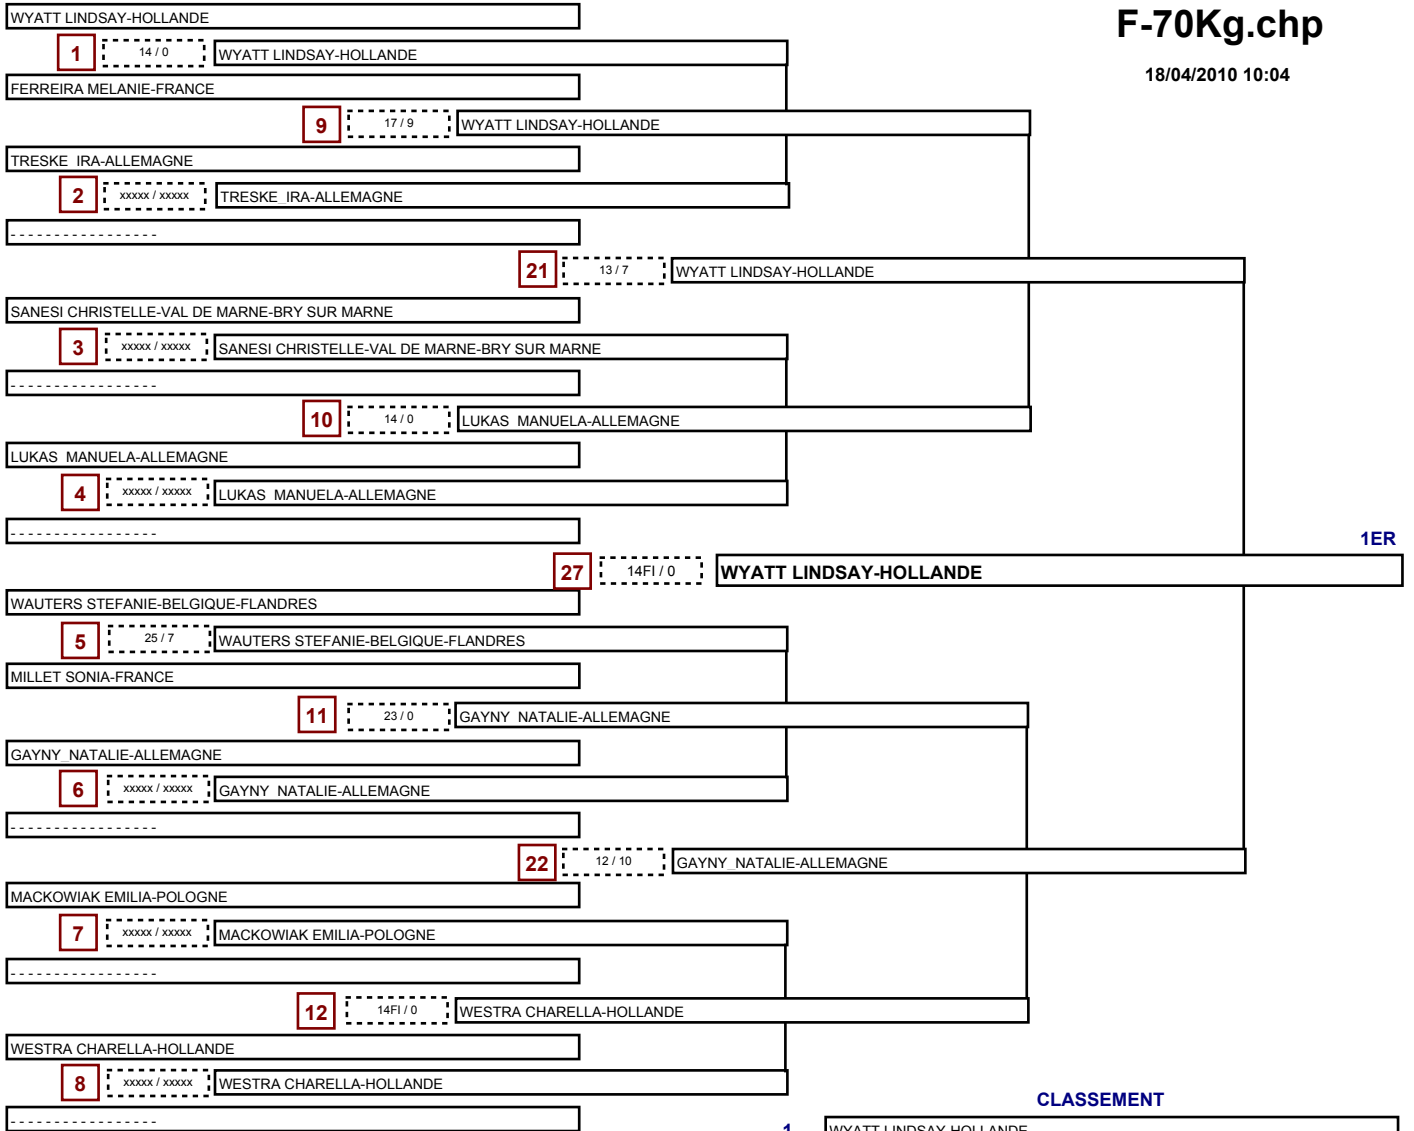 WYATT LINDSAY-HOLLANDE
F-70Kg.chp
1 14 / 0 WYATT LINDSAY-HOLLANDE
18/04/2010 10:04
FERREIRA MELANIE-FRANCE
9 17 / 9 WYATT LINDSAY-HOLLANDE
TRESKE IRA-ALLEMAGNE
2 xxxxx / xxxxx TRESKE_IRA-ALLEMAGNE
- - - - - - - - - - - - - - - - -
21 13 / 7 WYATT LINDSAY-HOLLANDE
SANESI CHRISTELLE-VAL DE MARNE-BRY SUR MARNE
3 xxxxx / xxxxx SANESI CHRISTELLE-VAL DE MARNE-BRY SUR MARNE
- - - - - - - - - - - - - - - - -
10 14 / 0 LUKAS MANUELA-ALLEMAGNE
LUKAS MANUELA-ALLEMAGNE
4 xxxxx / xxxxx LUKAS MANUELA-ALLEMAGNE
- - - - - - - - - - - - - - - - -
1ER
27 14FI / 0 WYATT LINDSAY-HOLLANDE
WAUTERS STEFANIE-BELGIQUE-FLANDRES
5 25 / 7 WAUTERS STEFANIE-BELGIQUE-FLANDRES
MILLET SONIA-FRANCE
11 23 / 0 GAYNY NATALIE-ALLEMAGNE
GAYNY_NATALIE-ALLEMAGNE
6 xxxxx / xxxxx GAYNY NATALIE-ALLEMAGNE
- - - - - - - - - - - - - - - - -
22 12 / 10 GAYNY_NATALIE-ALLEMAGNE
MACKOWIAK EMILIA-POLOGNE
7 xxxxx / xxxxx MACKOWIAK EMILIA-POLOGNE
- - - - - - - - - - - - - - - - -
12 14FI / 0 WESTRA CHARELLA-HOLLANDE
WESTRA CHARELLA-HOLLANDE
8 xxxxx / xxxxx WESTRA CHARELLA-HOLLANDE
CLASSEMENT
- - - - - - - - - - - - - - - - -
1 WYATT LINDSAY-HOLLANDE